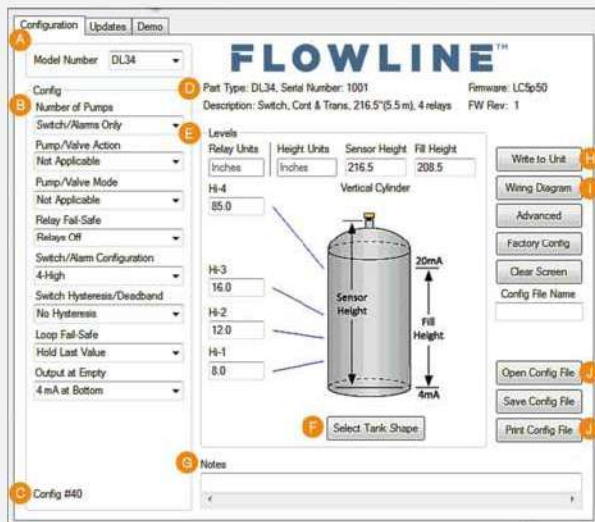 Configuration Updates Demo
A
Model Number DL34
FLOWLINE™
Config
B
Number of Pumps
Switch/Alarms Only
Pump/Valve Action
Not Applicable
Pump/Valve Mode
Not Applicable
Relay Fail-Safe
Relays Off
Switch/Alarm Configuration
4-High
Switch Hysteresis/Deadband
No Hysteresis
Loop Fail-Safe
Hold Last Value
Output at Empty
4 mA at Bottom
C Config #40
D Part Type: DL34, Serial Number: 1001 Firmware: LC5p50
Description: Switch, Cont & Trans, 216.5"(5.5 m), 4 relays FW Rev: 1
E Levels
Relay Units Height Units Sensor Height Fill Height
Inches Inches 216.5 208.5
Hi-4 Vertical Cylinder
85.0
Hi-3
16.0
Hi-2
12.0
Hi-1
8.0
20mA
Sensor
Height
Fill
Height
4mA
F Select Tank Shape
G Notes
Write to Unit H
Wiring Diagram I
Advanced
Factory Config
Clear Screen
Config File Name
Open Config File J
Save Config File
Print Config File J